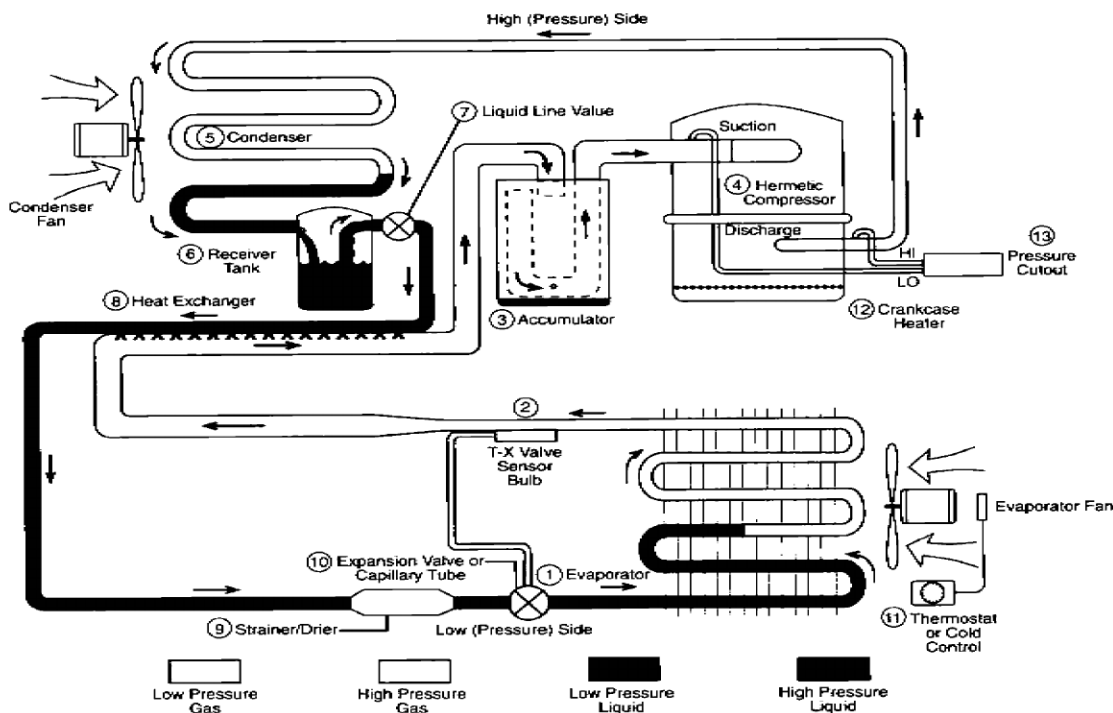 High (Pressure) Side
⑦ Liquid Line Value
⑤ Condenser
Suction
④ Hermetic
Compressor
Condenser
Fan
Discharge
⑥ Receiver
Tank
⑬
Pressure
Cutout
HI
LO
⑧ Heat Exchanger
③ Accumulator
⑫ Crankcase
Heater
②
T-X Valve
Sensor
Bulb
Evaporator Fan
⑩ Expansion Valve or
Capillary Tube
① Evaporator
⑨ Strainer/Drier
Low (Pressure) Side
⑪ Thermostat
or Cold
Control
Low Pressure
Gas
High Pressure
Gas
Low Pressure
Liquid
High Pressure
Liquid